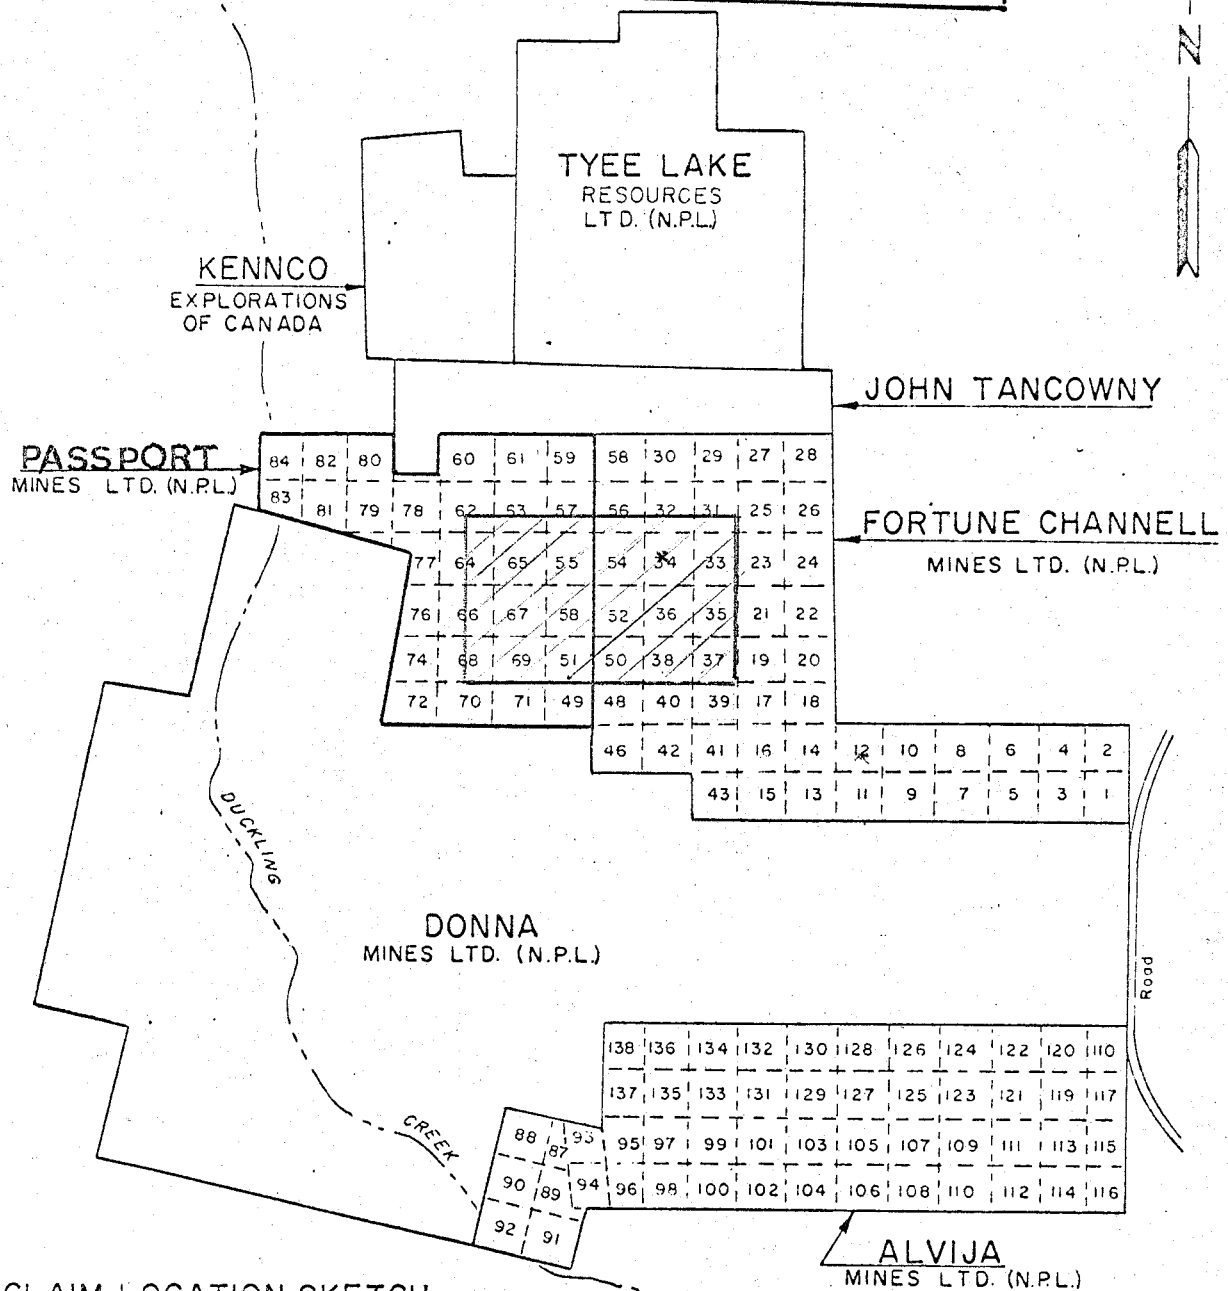 N
TYEE LAKE
RESOURCES
LTD. (N.P.L.)
KENNCO
EXPLORATIONS
OF CANADA
JOHN TANCOWNY
PASSPORT
MINES LTD. (N.P.L.)
84 82 80 60 61 59 58 30 29 27 28
83 81 79 78 62 63 57 56 32 31 25 26
FORTUNE CHANNELL
MINES LTD. (N.P.L.)
77 64 65 55 54 34 33 23 24
76 66 67 58 52 36 35 21 22
74 68 69 51 50 38 37 19 20
72 70 71 49 48 40 39 17 18
46 42 41 16 14 12 10 8 6 4 2
43 15 13 11 9 7 5 3 1
DUCKLING
DONNA
MINES LTD. (N.P.L.)
Road
138 136 134 132 130 128 126 124 122 120 110
137 135 133 131 129 127 125 123 121 119 117
CREEK
88 87 93 95 97 99 101 103 105 107 109 111 113 115
90 89 94 96 98 100 102 104 106 108 110 112 114 116
92 91
ALVIJA
MINES LTD. (N.P.L.)
CLAIM LOCATION SKETCH